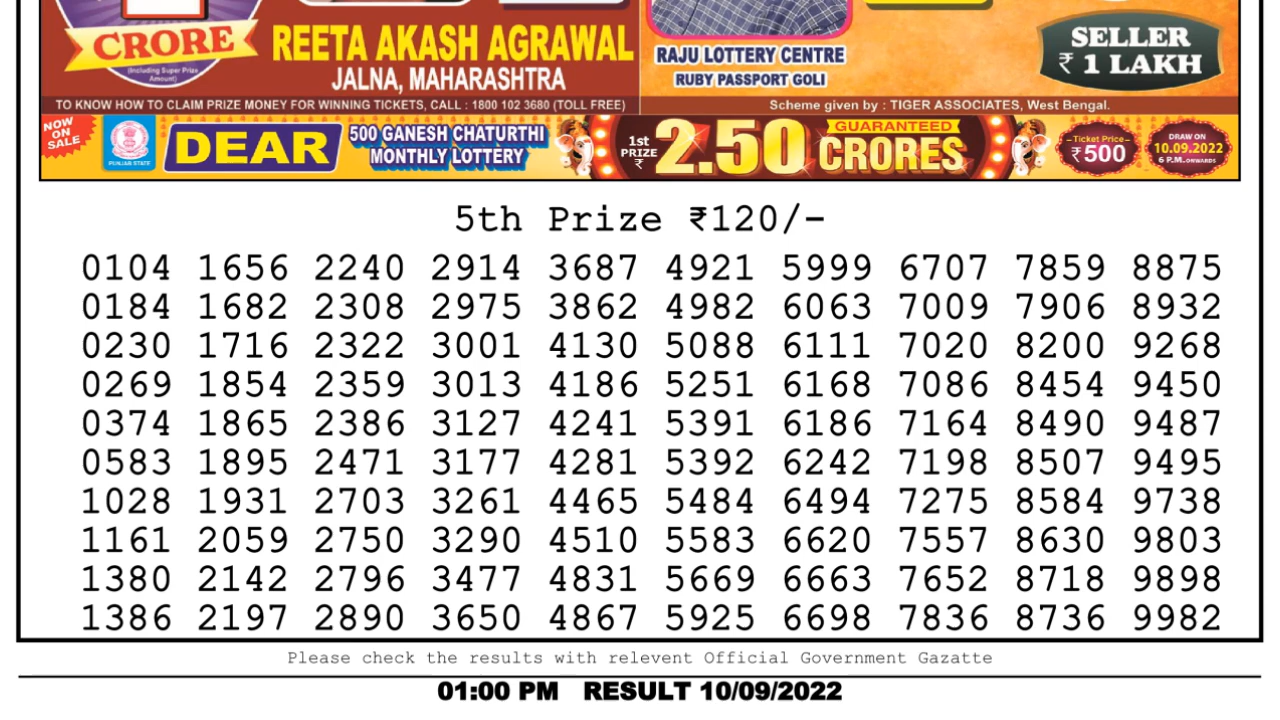 CRORE
(Including Super Prize
Amount)
REETA AKASH AGRAWAL
JALNA, MAHARASHTRA
TO KNOW HOW TO CLAIM PRIZE MONEY FOR WINNING TICKETS, CALL : 1800 102 3680 (TOLL FREE)
RAJU LOTTERY CENTRE
RUBY PASSPORT GOLI
SELLER
₹ 1 LAKH
Scheme given by : TIGER ASSOCIATES, West Bengal.
NOW
ON
SALE
PUNJAB STATE
DEAR
500 GANESH CHATURTHI
MONTHLY LOTTERY
1st
PRIZE
₹
2.50
GUARANTEED
CRORES
Ticket Price
₹500
DRAW ON
10.09.2022
6 P.M. ONWARDS
5th Prize ₹120/-
0104 1656 2240 2914 3687 4921 5999 6707 7859 8875
0184 1682 2308 2975 3862 4982 6063 7009 7906 8932
0230 1716 2322 3001 4130 5088 6111 7020 8200 9268
0269 1854 2359 3013 4186 5251 6168 7086 8454 9450
0374 1865 2386 3127 4241 5391 6186 7164 8490 9487
0583 1895 2471 3177 4281 5392 6242 7198 8507 9495
1028 1931 2703 3261 4465 5484 6494 7275 8584 9738
1161 2059 2750 3290 4510 5583 6620 7557 8630 9803
1380 2142 2796 3477 4831 5669 6663 7652 8718 9898
1386 2197 2890 3650 4867 5925 6698 7836 8736 9982
Please check the results with relevent Official Government Gazatte
01:00 PM RESULT 10/09/2022